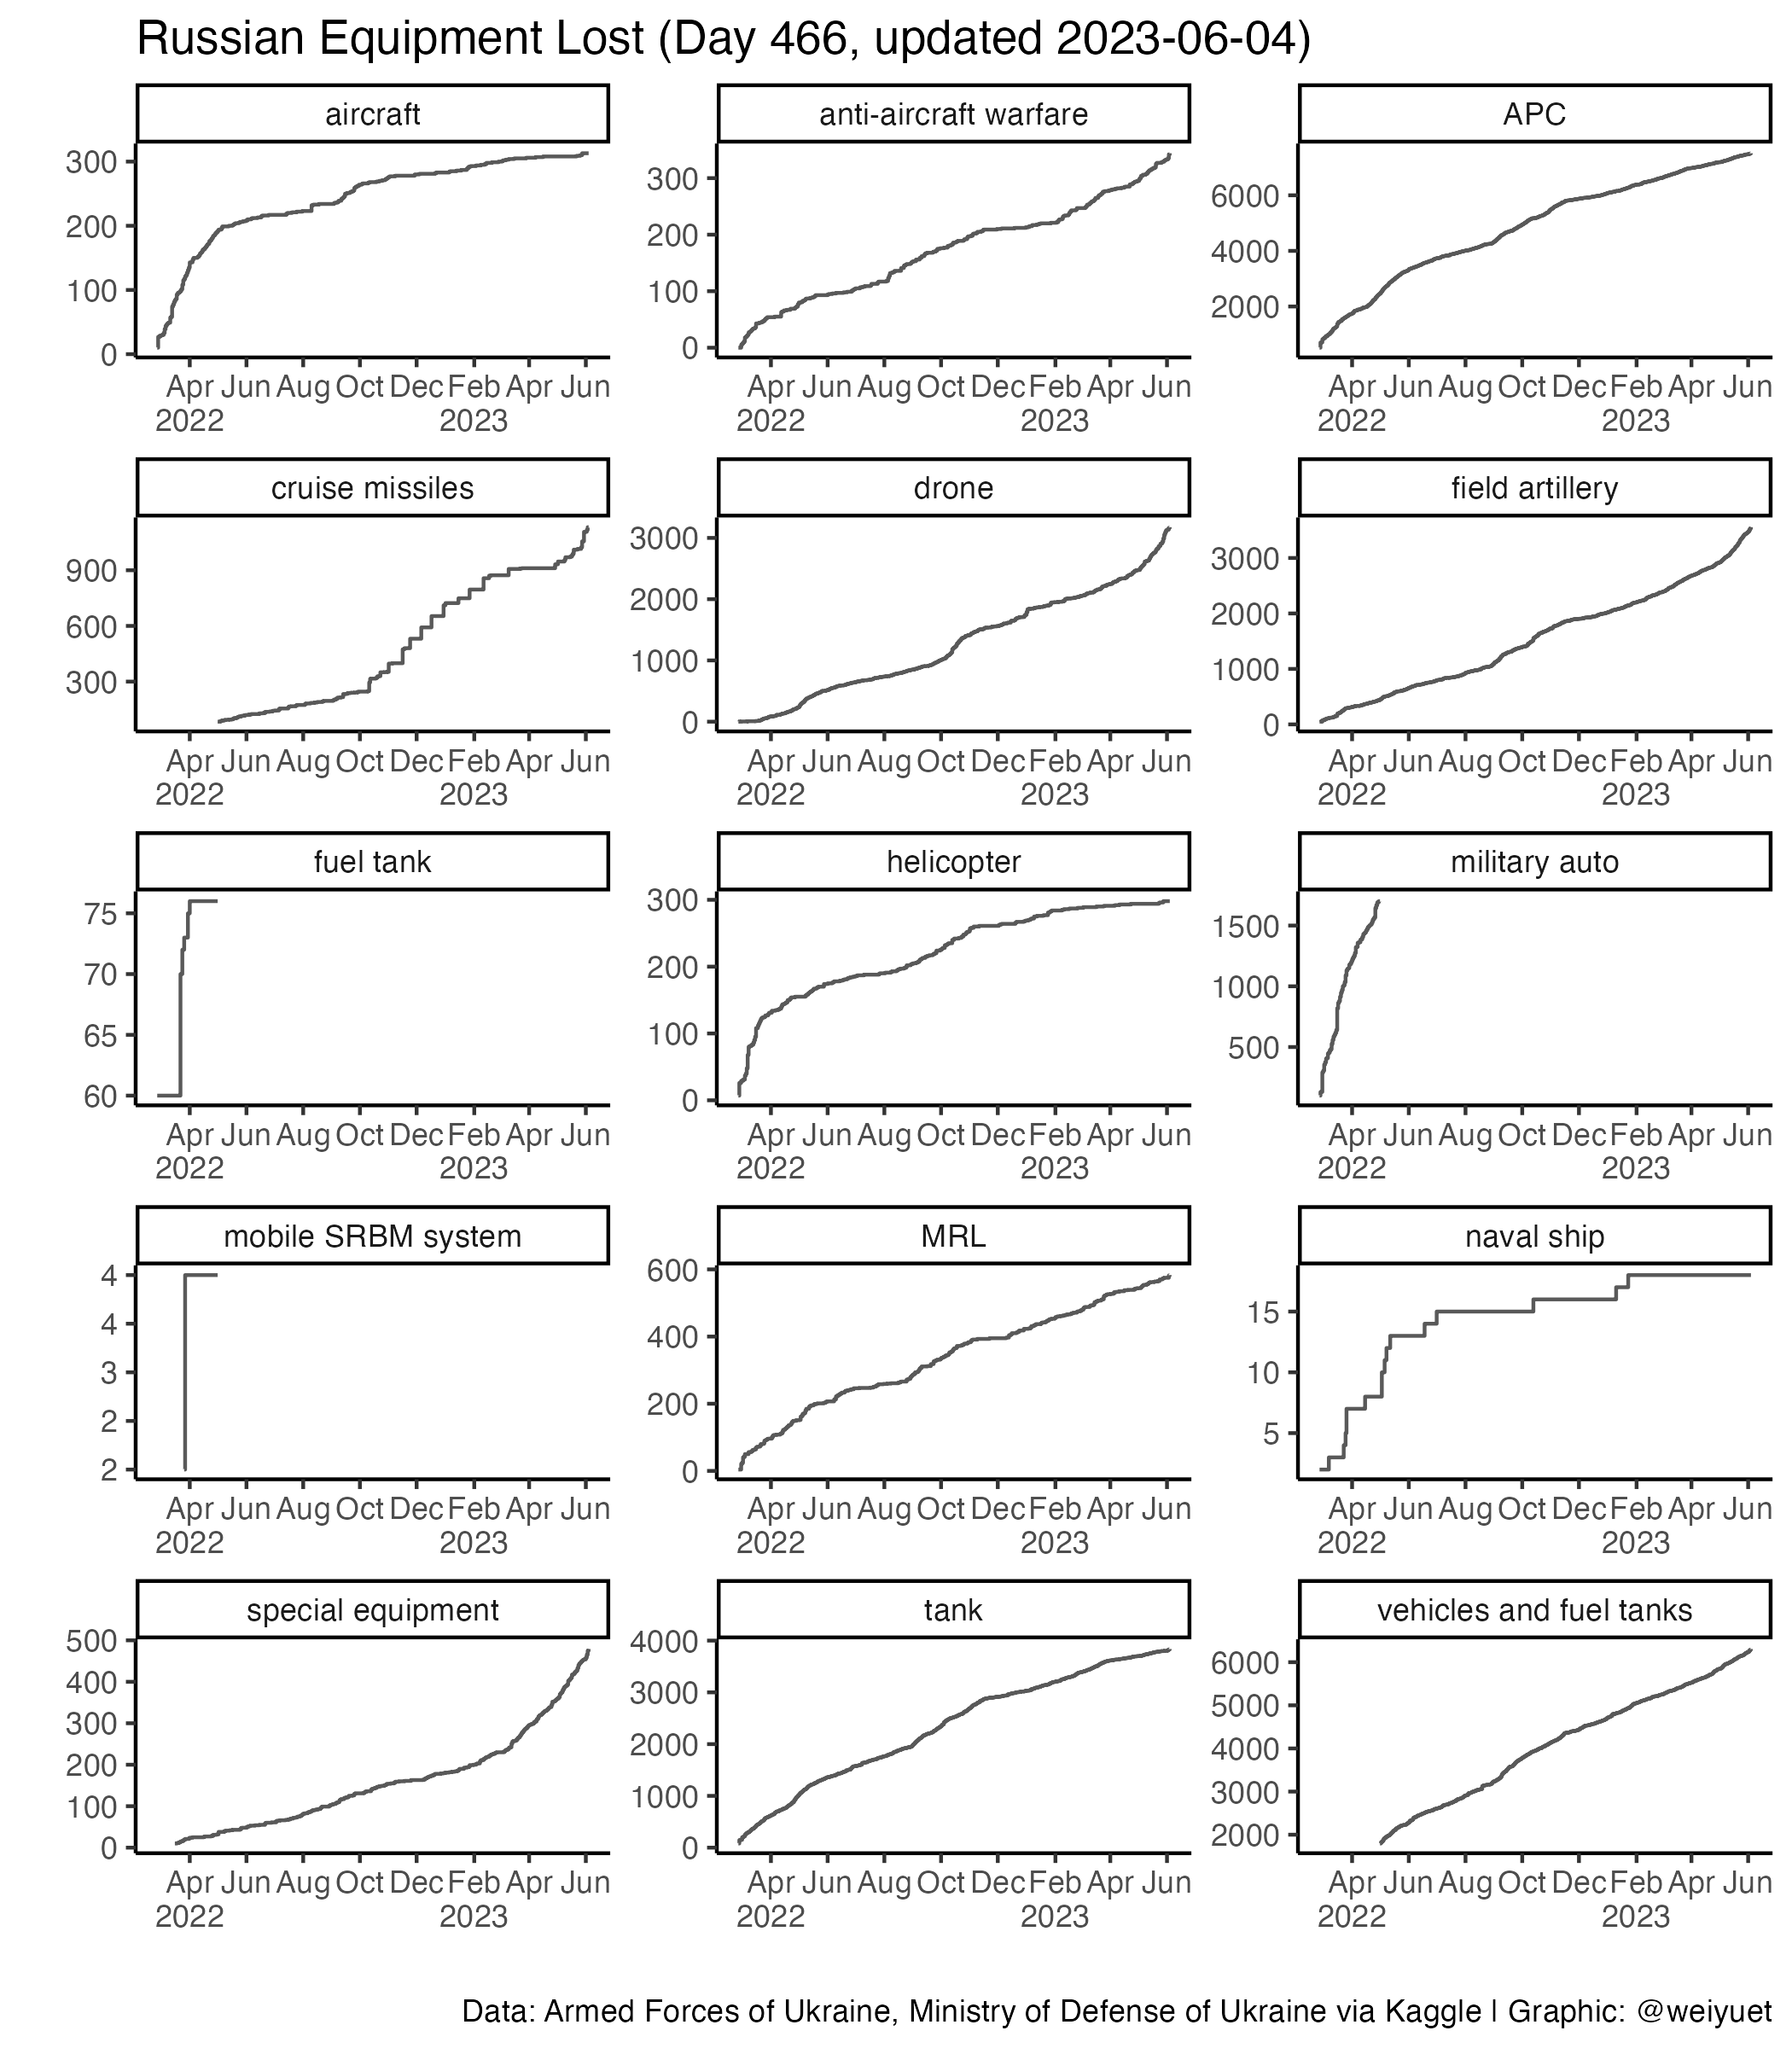 Russian Equipment Lost (Day 466, updated 2023-06-04)
aircraft
300
200
100
0
Apr Jun Aug Oct Dec Feb Apr Jun
2022 2023
anti-aircraft warfare
300
200
100
0
Apr Jun Aug Oct Dec Feb Apr Jun
2022 2023
APC
6000
4000
2000
Apr Jun Aug Oct Dec Feb Apr Jun
2022 2023
cruise missiles
900
600
300
Apr Jun Aug Oct Dec Feb Apr Jun
2022 2023
drone
3000
2000
1000
0
Apr Jun Aug Oct Dec Feb Apr Jun
2022 2023
field artillery
3000
2000
1000
0
Apr Jun Aug Oct Dec Feb Apr Jun
2022 2023
fuel tank
75
70
65
60
Apr Jun Aug Oct Dec Feb Apr Jun
2022 2023
helicopter
300
200
100
0
Apr Jun Aug Oct Dec Feb Apr Jun
2022 2023
military auto
1500
1000
500
Apr Jun Aug Oct Dec Feb Apr Jun
2022 2023
mobile SRBM system
4
4
3
2
2
Apr Jun Aug Oct Dec Feb Apr Jun
2022 2023
MRL
600
400
200
0
Apr Jun Aug Oct Dec Feb Apr Jun
2022 2023
naval ship
15
10
5
Apr Jun Aug Oct Dec Feb Apr Jun
2022 2023
special equipment
500
400
300
200
100
0
Apr Jun Aug Oct Dec Feb Apr Jun
2022 2023
tank
4000
3000
2000
1000
0
Apr Jun Aug Oct Dec Feb Apr Jun
2022 2023
vehicles and fuel tanks
6000
5000
4000
3000
2000
Apr Jun Aug Oct Dec Feb Apr Jun
2022 2023
Data: Armed Forces of Ukraine, Ministry of Defense of Ukraine via Kaggle | Graphic: @weiyuet